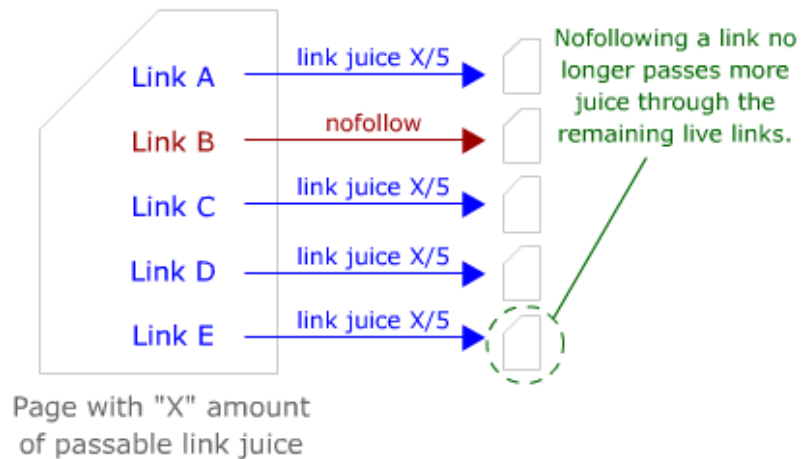 Link A
link juice X/5
Link B
nofollow
Link C
link juice X/5
Link D
link juice X/5
Link E
link juice X/5
Nofollowing a link no
longer passes more
juice through the
remaining live links.
Page with "X" amount
of passable link juice